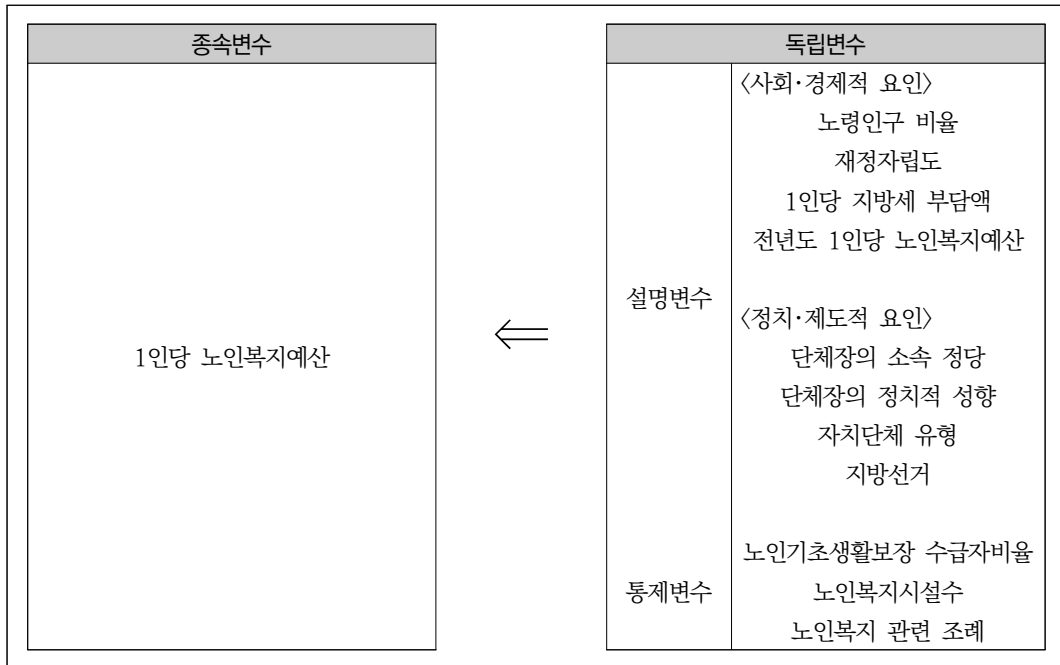 종속변수
1인당 노인복지예산
⇐
독립변수
설명변수
<사회·경제적 요인>
노령인구 비율
재정자립도
1인당 지방세 부담액
전년도 1인당 노인복지예산
<정치·제도적 요인>
단체장의 소속 정당
단체장의 정치적 성향
자치단체 유형
지방선거
통제변수
노인기초생활보장 수급자비율
노인복지시설수
노인복지 관련 조례